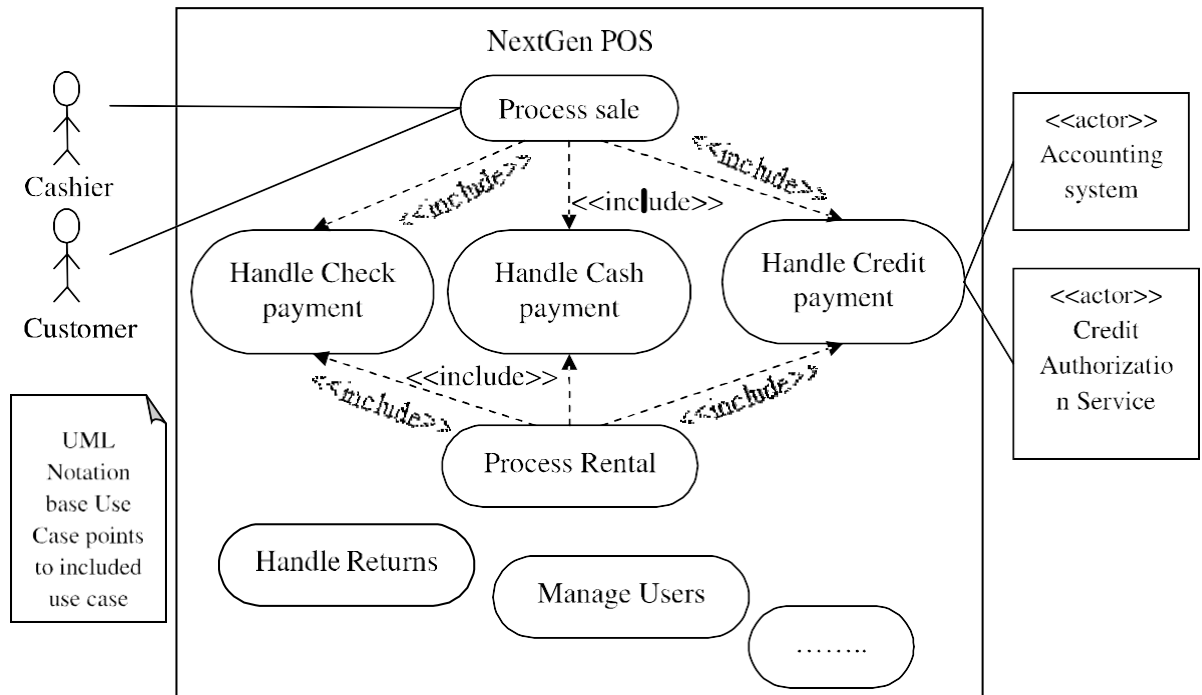 NextGen POS
Process sale
Cashier
Customer
<<include>>
<<include>>
<<include>>
<<actor>>
Accounting
system
Handle Check
payment
Handle Cash
payment
Handle Credit
payment
<<actor>>
Credit
Authorizatio
n Service
<<include>>
<<include>>
<<include>>
Process Rental
UML
Notation
base Use
Case points
to included
use case
Handle Returns
Manage Users
……..